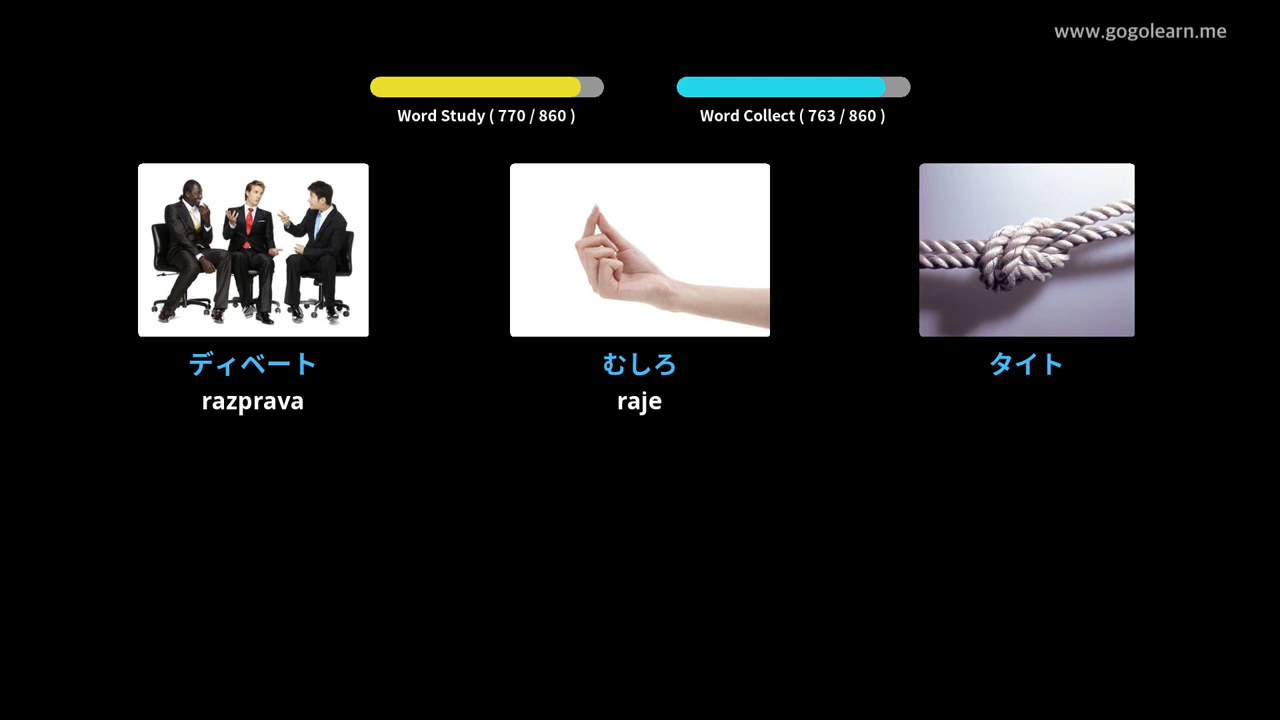 www.gogolearn.me
Word Study ( 770 / 860 )
Word Collect ( 763 / 860 )
ディベート
razprava
むしろ
raje
タイト